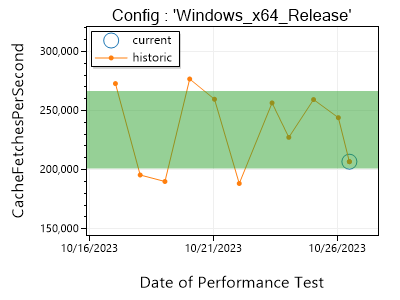 Config : 'Windows_x64_Release'
current
historic
300,000
250,000
200,000
150,000
CacheFetchesPerSecond
10/16/2023
10/21/2023
10/26/2023
Date of Performance Test